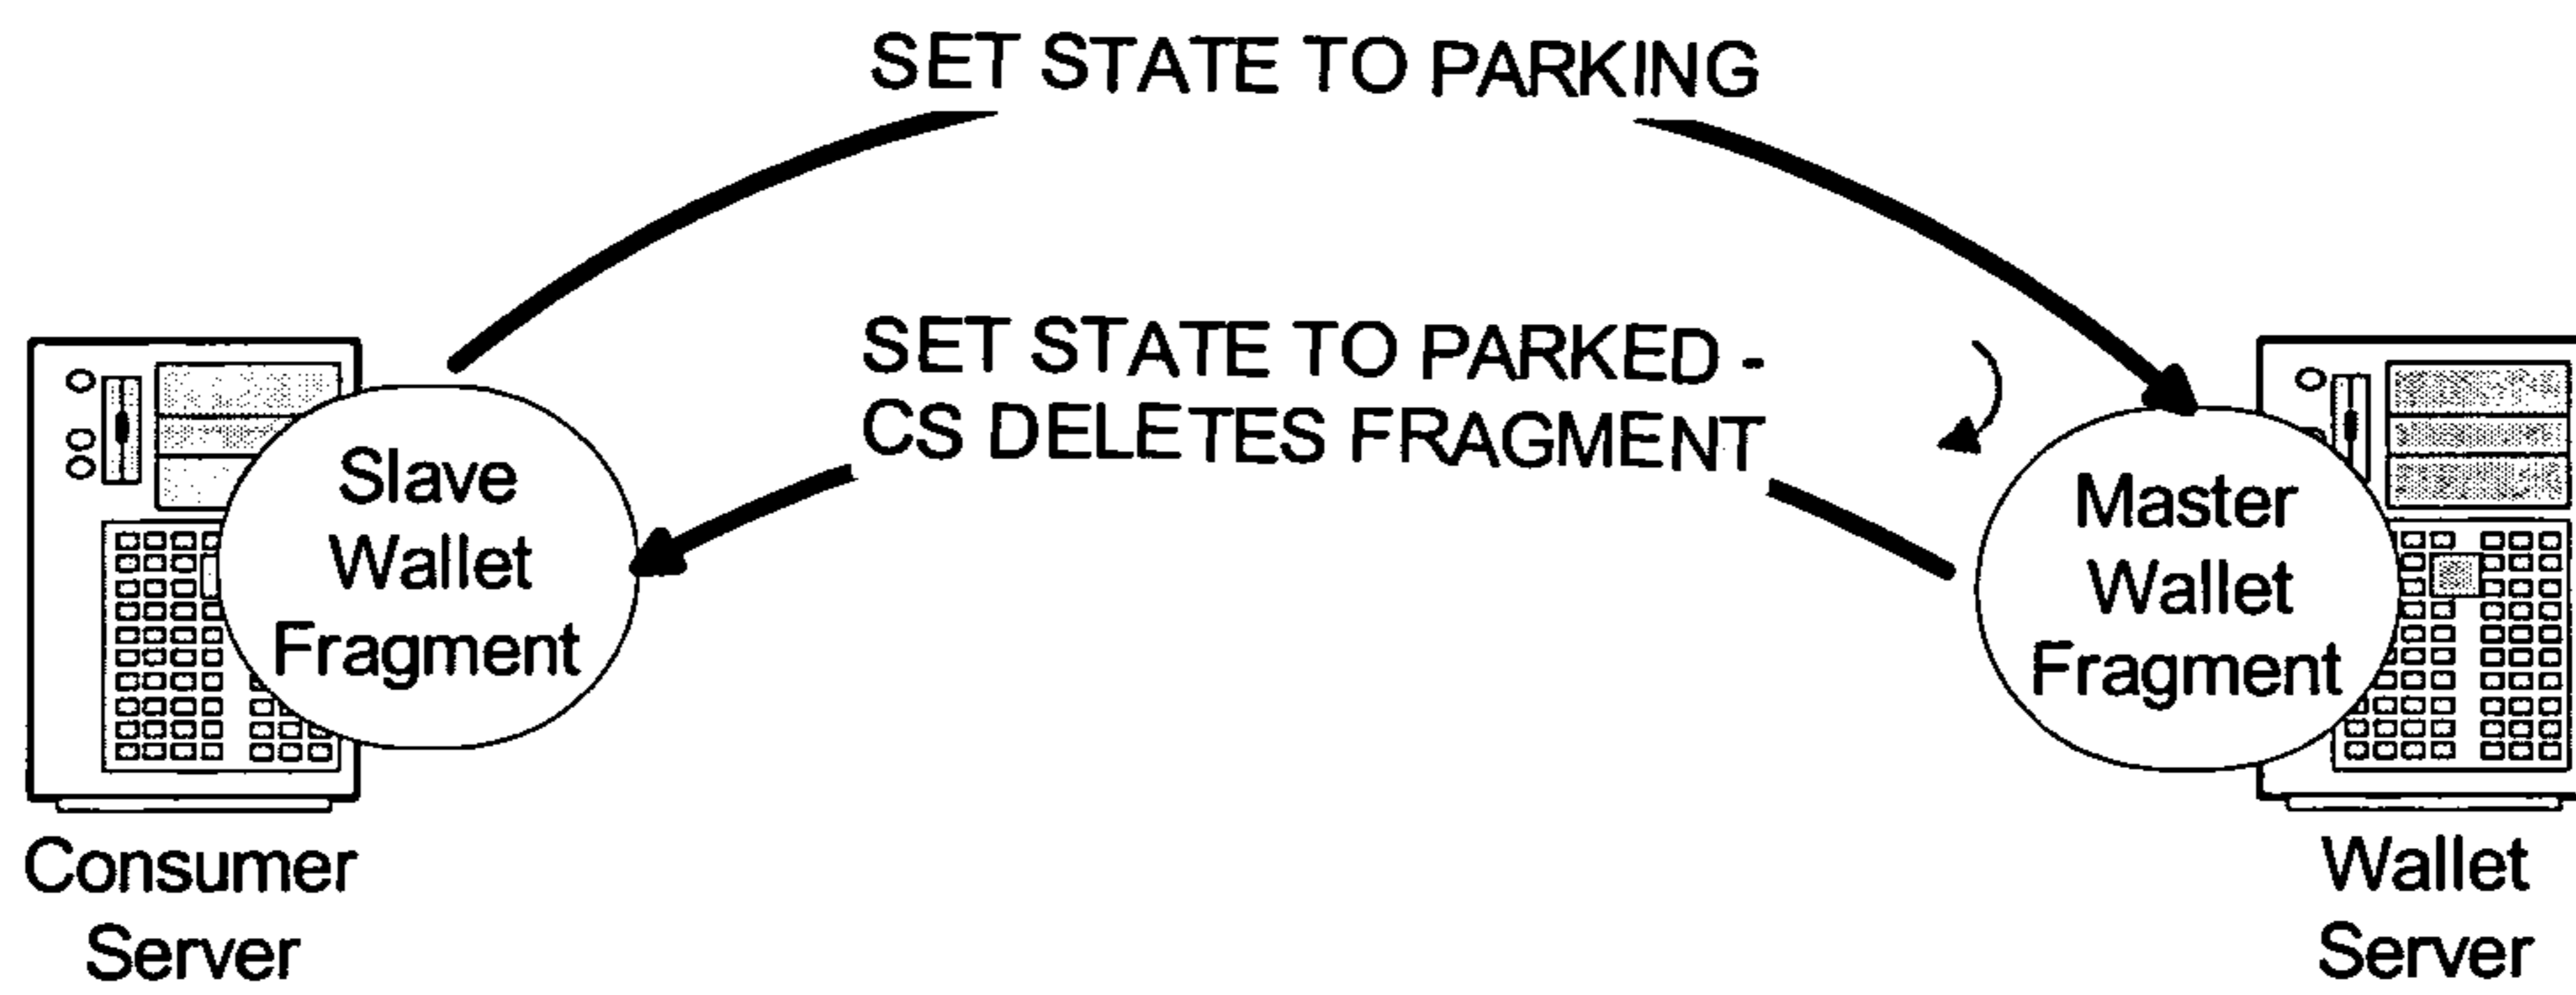 SET STATE TO PARKING
SET STATE TO PARKED -
CS DELETES FRAGMENT
Slave
Wallet
Fragment
Master
Wallet
Fragment
Consumer
Server
Wallet
Server